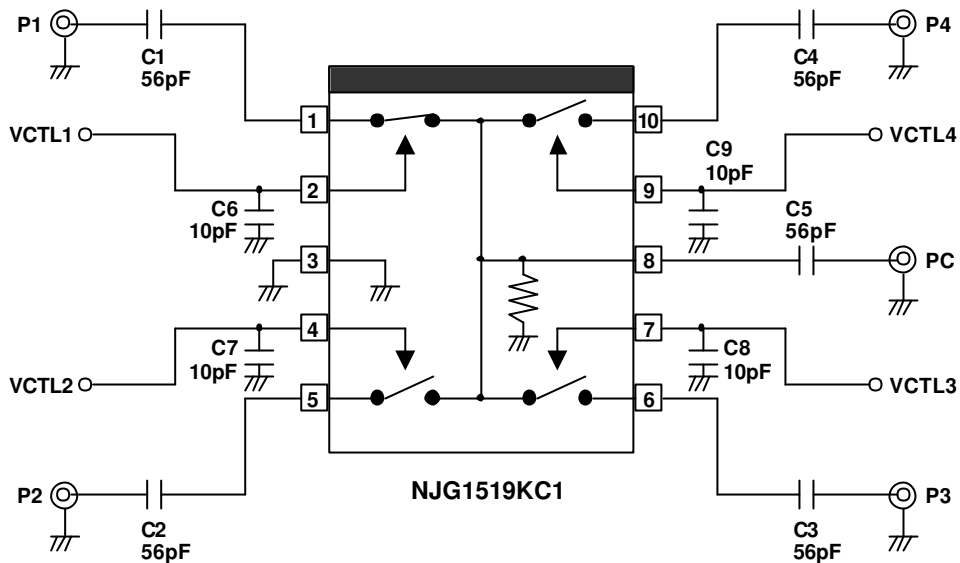 P1
C1
56pF
P4
C4
56pF
VCTL1
1
10
VCTL4
C9
10pF
2
9
C6
10pF
C5
56pF
3
8
PC
4
7
C7
10pF
C8
10pF
VCTL2
VCTL3
5
6
NJG1519KC1
P2
C2
56pF
P3
C3
56pF